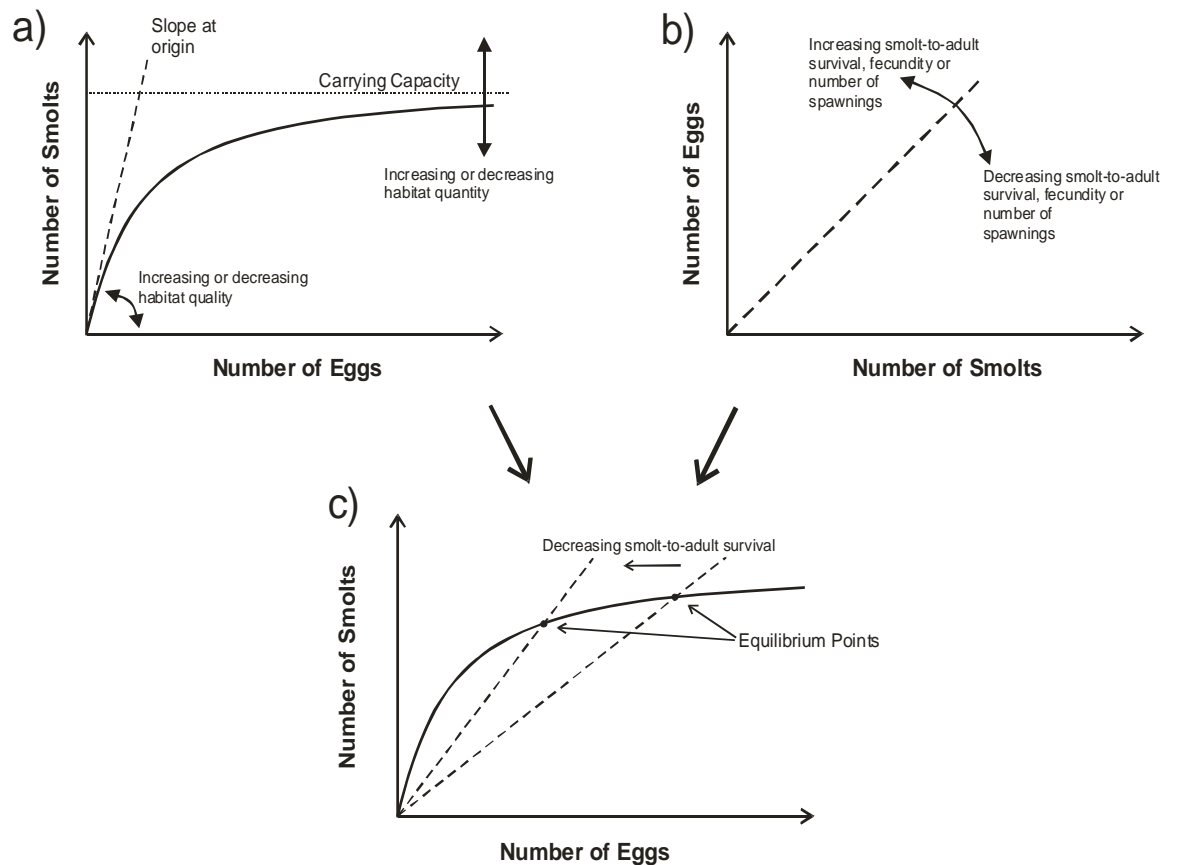 a)
Slope at
origin
Carrying Capacity
Number of Smolts
Increasing or decreasing
habitat quantity
Increasing or decreasing
habitat quality
Number of Eggs
b)
Increasing smolt-to-adult
survival, fecundity or
number of
spawnings
Number of Eggs
Decreasing smolt-to-adult
survival, fecundity or
number of
spawnings
Number of Smolts
c)
Decreasing smolt-to-adult survival
Number of Smolts
Equilibrium Points
Number of Eggs